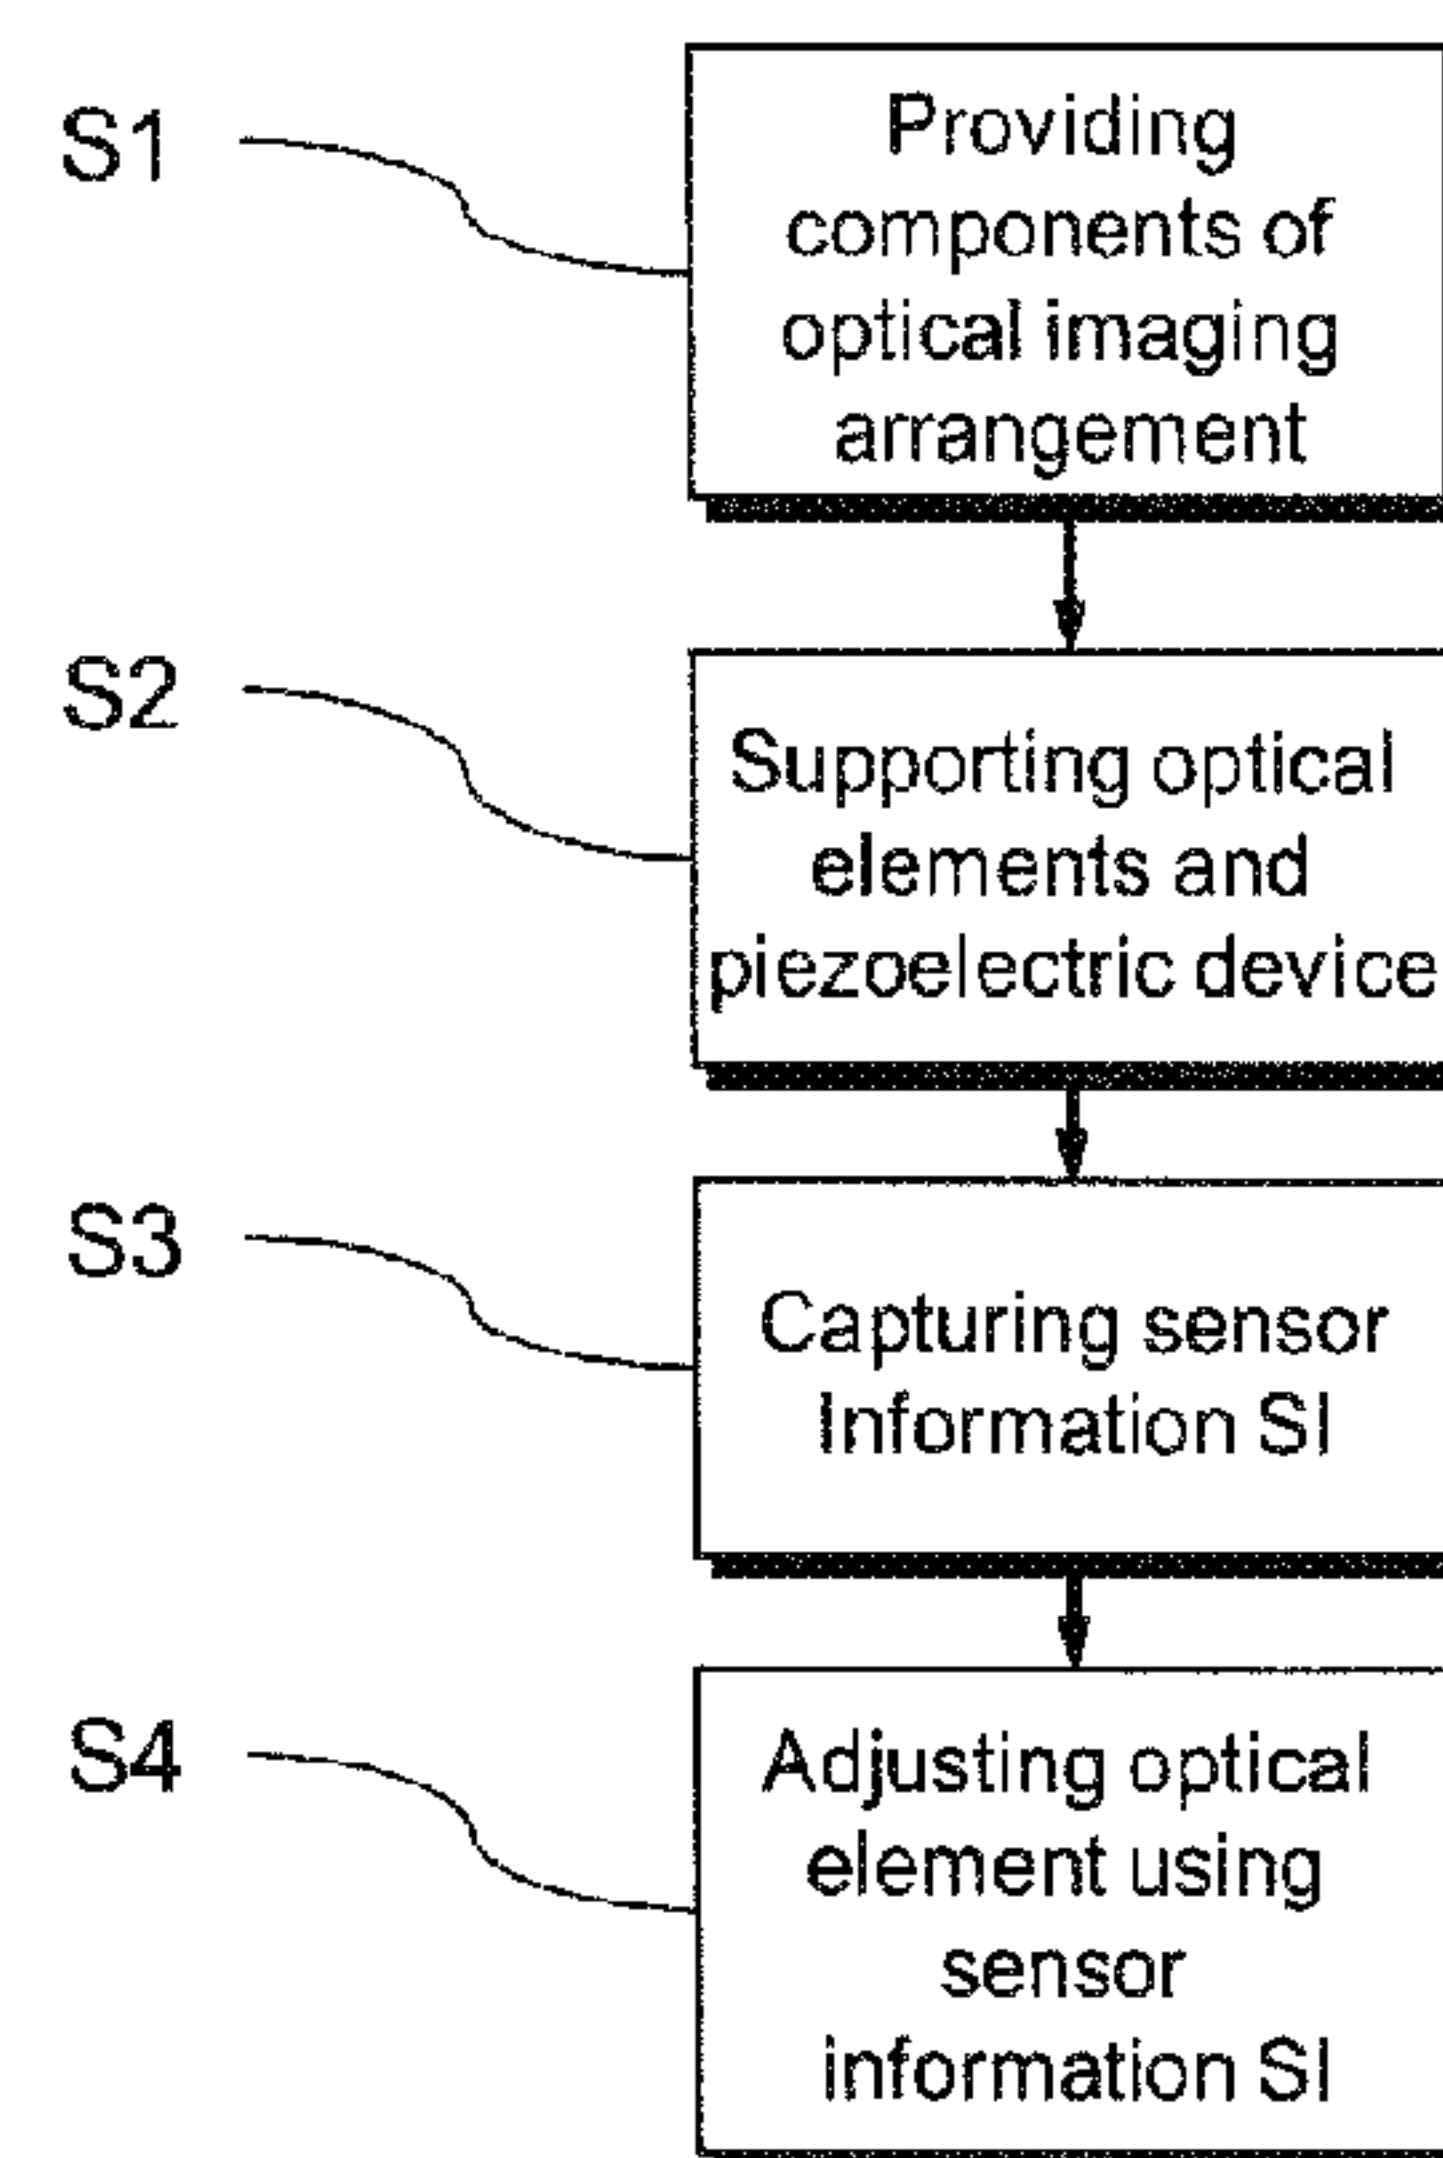 S1
Providing
components of
optical imaging
arrangement
S2
Supporting optical
elements and
piezoelectric device
S3
Capturing sensor
Information SI
S4
Adjusting optical
element using
sensor
information SI